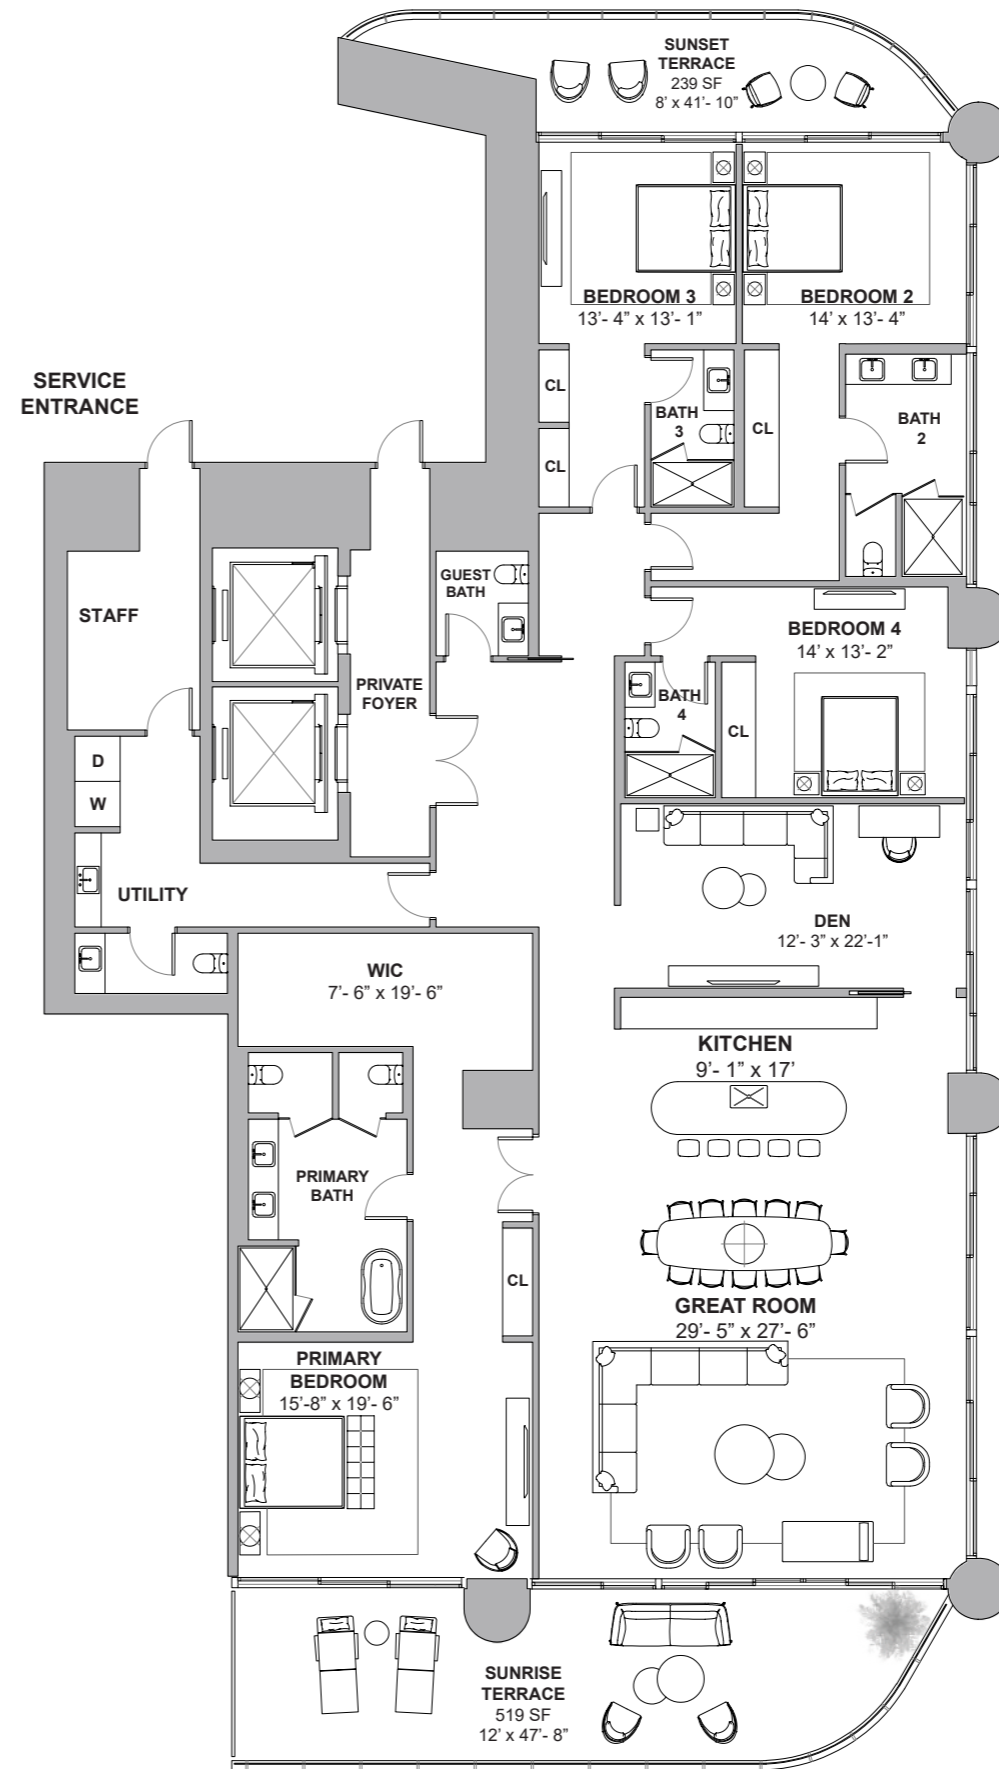 SUNSET
TERRACE
239 SF
8’ x 41’- 10”
BEDROOM 3
13’- 4” x 13’- 1”
BEDROOM 2
14’ x 13’- 4”
SERVICE
ENTRANCE
CL
CL
BATH
3
CL
BATH
2
STAFF
GUEST
BATH
PRIVATE
FOYER
BEDROOM 4
14’ x 13’- 2”
BATH
4
CL
D
W
UTILITY
DEN
12’- 3” x 22’-1”
WIC
7’- 6” x 19’- 6”
KITCHEN
9’- 1” x 17’
PRIMARY
BATH
CL
GREAT ROOM
29’- 5” x 27’- 6”
PRIMARY
BEDROOM
15’-8” x 19’- 6”
SUNRISE
TERRACE
519 SF
12’ x 47’- 8”